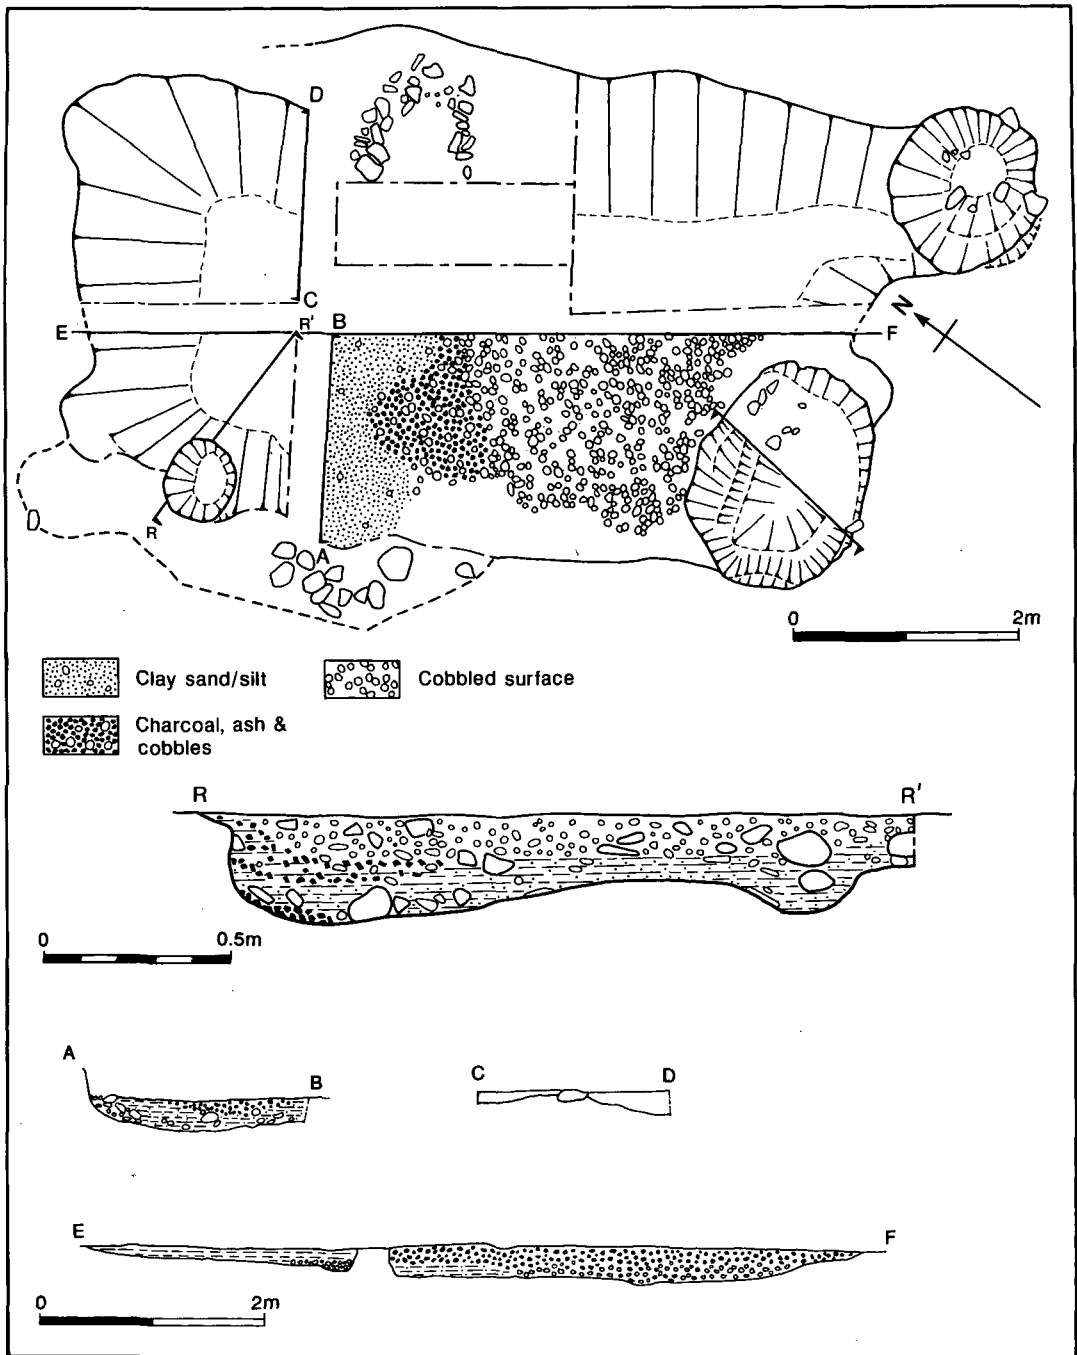 D
C
E
R'
B
F
N
R
A
0 2m
Clay sand/silt
Cobbled surface
Charcoal, ash &
cobbles
R R'
0 0.5m
A
B
C D
E F
0 2m